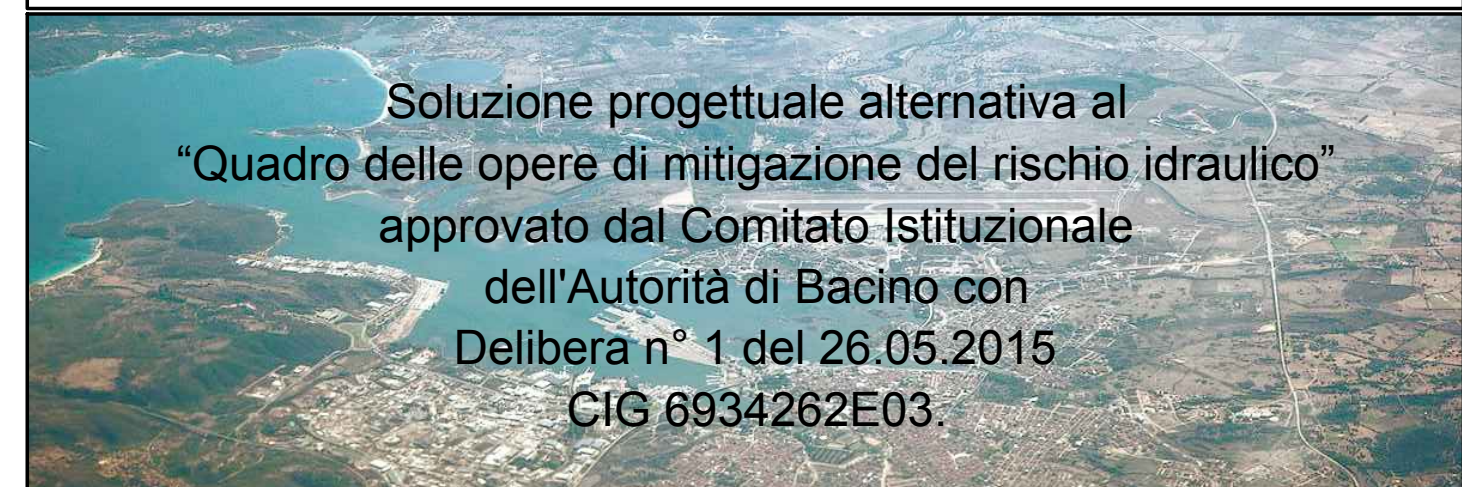 Soluzione progettuale alternativa al
“Quadro delle opere di mitigazione del rischio idraulico”
approvato dal Comitato Istituzionale
dell'Autorità di Bacino con
Delibera n° 1 del 26.05.2015
CIG 6934262E03.